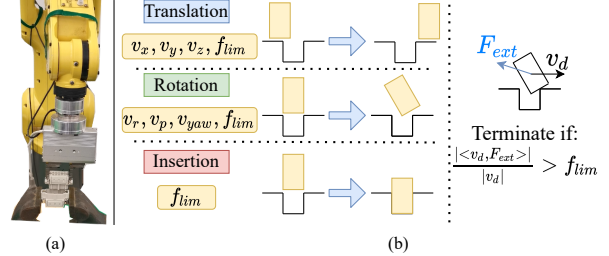 Translation
v_x, v_y, v_z, f_lim
Rotation
v_r, v_p, v_yaw, f_lim
Insertion
f_lim
F_ext
v_d
Terminate if:
|<v_d,F_ext>| / |v_d| > f_lim
(a)
(b)